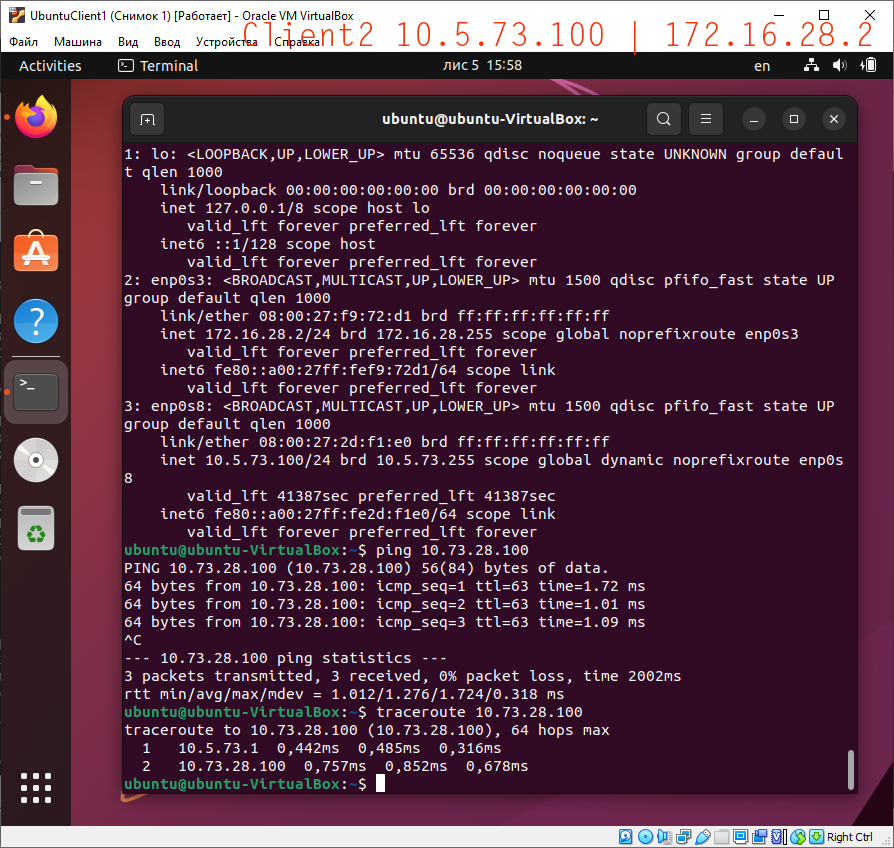 UbuntuClient1 (Снимок 1) [Работает] - Oracle VM VirtualBox
Client2 10.5.73.100 | 172.16.28.2
Файл Машина Вид Ввод Устройства Справка
Activities Terminal лис 5 15:58 en
ubuntu@ubuntu-VirtualBox: ~
1: lo: <LOOPBACK,UP,LOWER_UP> mtu 65536 qdisc noqueue state UNKNOWN group defaul
t qlen 1000
link/loopback 00:00:00:00:00:00 brd 00:00:00:00:00:00
inet 127.0.0.1/8 scope host lo
valid_lft forever preferred_lft forever
inet6 ::1/128 scope host
valid_lft forever preferred_lft forever
2: enp0s3: <BROADCAST,MULTICAST,UP,LOWER_UP> mtu 1500 qdisc pfifo_fast state UP
group default qlen 1000
link/ether 08:00:27:f9:72:d1 brd ff:ff:ff:ff:ff:ff
inet 172.16.28.2/24 brd 172.16.28.255 scope global noprefixroute enp0s3
valid_lft forever preferred_lft forever
inet6 fe80::a00:27ff:fef9:72d1/64 scope link
valid_lft forever preferred_lft forever
3: enp0s8: <BROADCAST,MULTICAST,UP,LOWER_UP> mtu 1500 qdisc pfifo_fast state UP
group default qlen 1000
link/ether 08:00:27:2d:f1:e0 brd ff:ff:ff:ff:ff:ff
inet 10.5.73.100/24 brd 10.5.73.255 scope global dynamic noprefixroute enp0s
8
valid_lft 41387sec preferred_lft 41387sec
inet6 fe80::a00:27ff:fe2d:f1e0/64 scope link
valid_lft forever preferred_lft forever
ubuntu@ubuntu-VirtualBox:~$ ping 10.73.28.100
PING 10.73.28.100 (10.73.28.100) 56(84) bytes of data.
64 bytes from 10.73.28.100: icmp_seq=1 ttl=63 time=1.72 ms
64 bytes from 10.73.28.100: icmp_seq=2 ttl=63 time=1.01 ms
64 bytes from 10.73.28.100: icmp_seq=3 ttl=63 time=1.09 ms
^C
--- 10.73.28.100 ping statistics ---
3 packets transmitted, 3 received, 0% packet loss, time 2002ms
rtt min/avg/max/mdev = 1.012/1.276/1.724/0.318 ms
ubuntu@ubuntu-VirtualBox:~$ traceroute 10.73.28.100
traceroute to 10.73.28.100 (10.73.28.100), 64 hops max
1 10.5.73.1 0,442ms 0,485ms 0,316ms
2 10.73.28.100 0,757ms 0,852ms 0,678ms
ubuntu@ubuntu-VirtualBox:~$
Right Ctrl